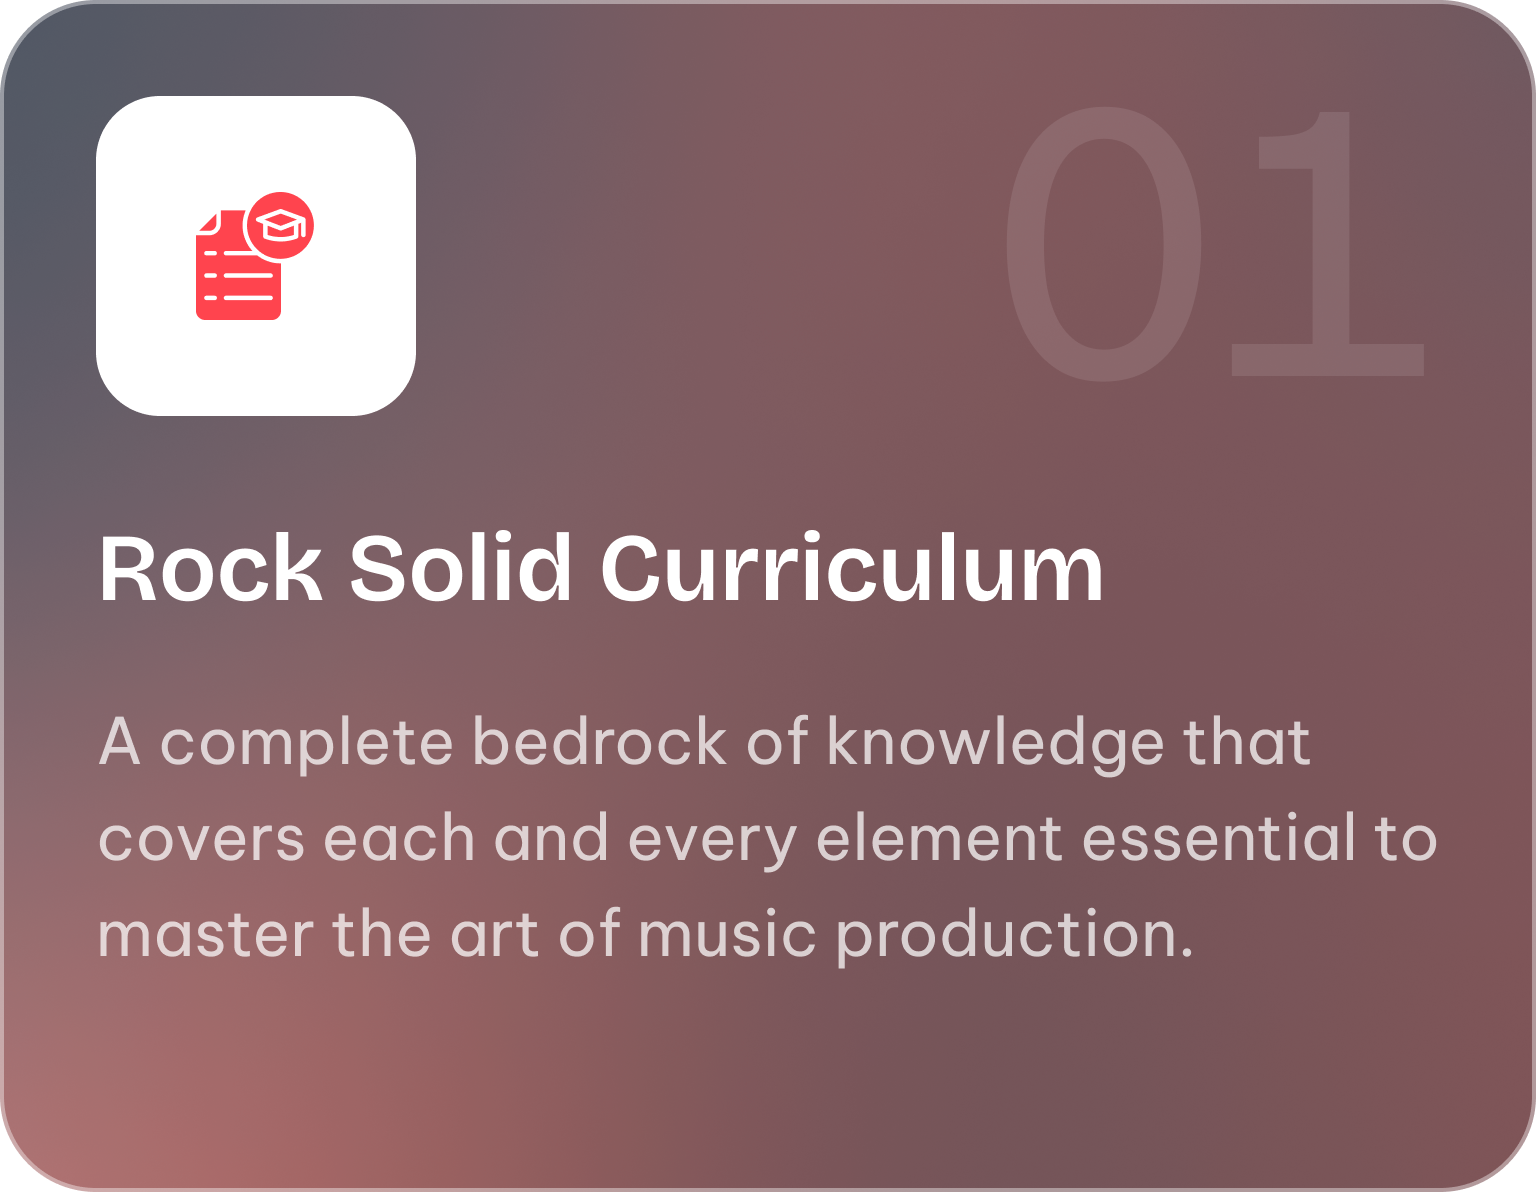 01
Rock Solid Curriculum
A complete bedrock of knowledge that
covers each and every element essential to
master the art of music production.